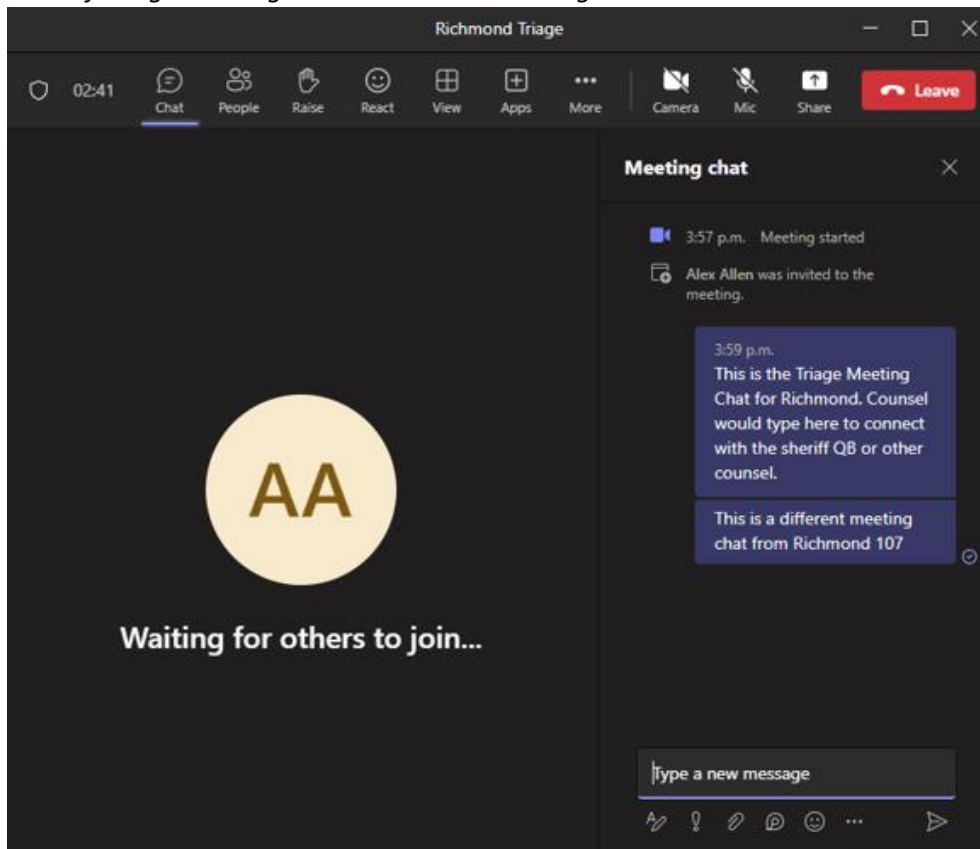 Richmond Triage
02:41
Chat
People
Raise
React
View
Apps
More
Camera
Mic
Share
Leave
Meeting chat
3:57 p.m. Meeting started
Alex Allen was invited to the
meeting.
3:59 p.m.
This is the Triage Meeting
Chat for Richmond. Counsel
would type here to connect
with the sheriff QB or other
counsel.
This is a different meeting
chat from Richmond 107
AA
Waiting for others to join...
Type a new message